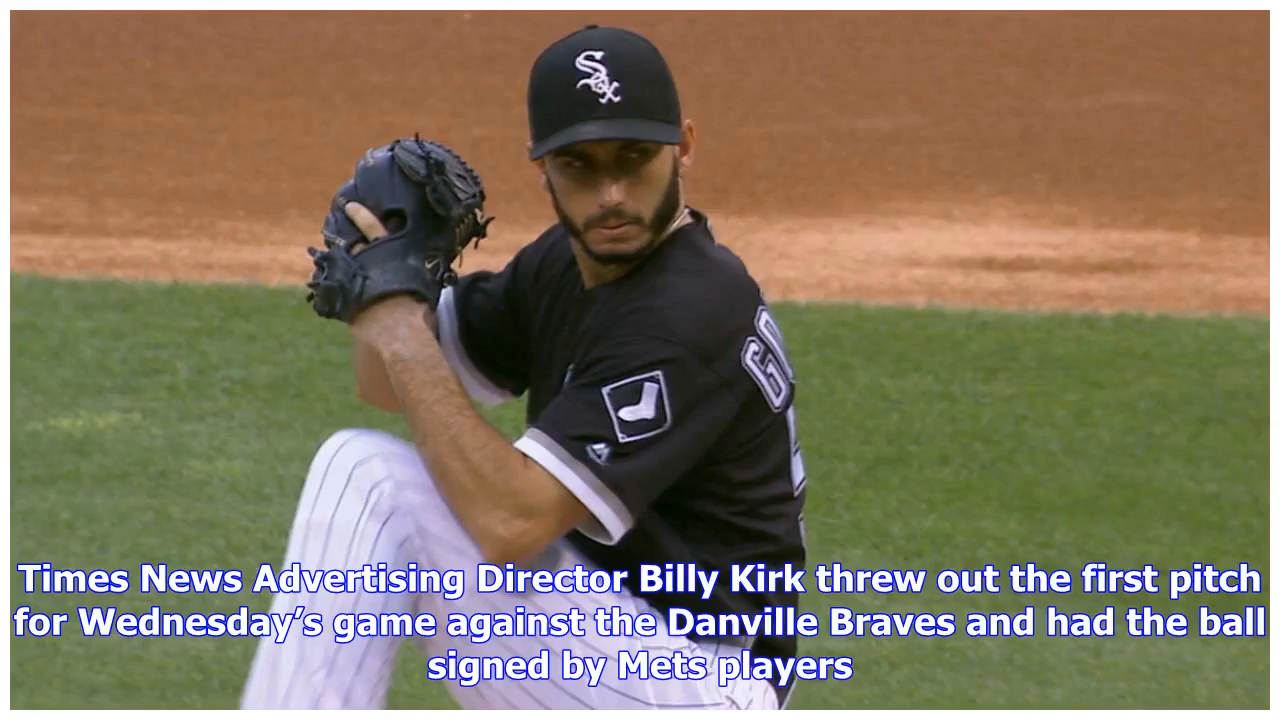 Sox
Times News Advertising Director Billy Kirk threw out the first pitch
for Wednesday’s game against the Danville Braves and had the ball
signed by Mets players